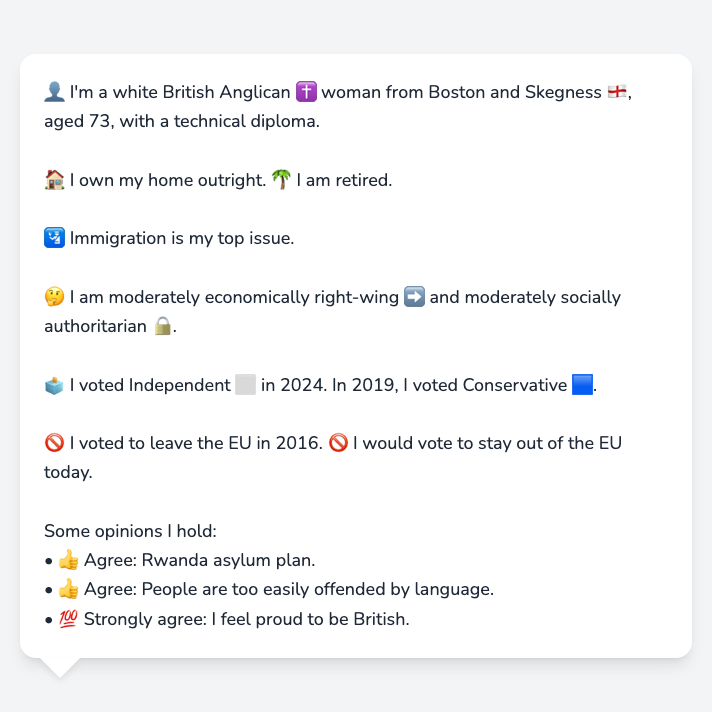 👤 I'm a white British Anglican ✝️ woman from Boston and Skegness 🏴󠁧󠁢󠁥󠁮󠁧󠁿,
aged 73, with a technical diploma.
🏠 I own my home outright. 🌴 I am retired.
🛂 Immigration is my top issue.
🤔 I am moderately economically right-wing ➡️ and moderately socially
authoritarian 🔒.
🗳️ I voted Independent ⬜ in 2024. In 2019, I voted Conservative 🟦.
🚫 I voted to leave the EU in 2016. 🚫 I would vote to stay out of the EU
today.
Some opinions I hold:
• 👍 Agree: Rwanda asylum plan.
• 👍 Agree: People are too easily offended by language.
• 💯 Strongly agree: I feel proud to be British.